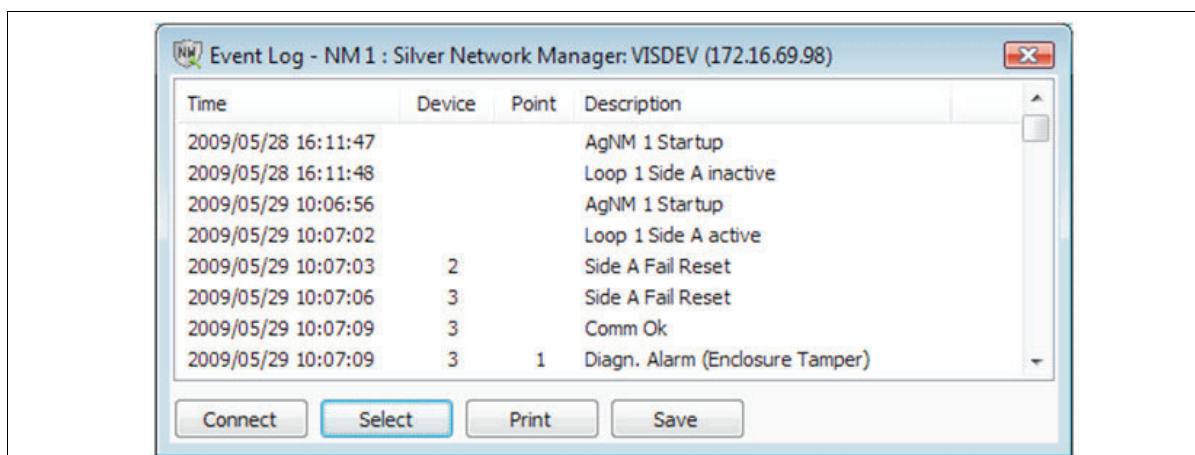 NM Event Log - NM 1 : Silver Network Manager: VISDEV (172.16.69.98)
Time Device Point Description
2009/05/28 16:11:47 AgNM 1 Startup
2009/05/28 16:11:48 Loop 1 Side A inactive
2009/05/29 10:06:56 AgNM 1 Startup
2009/05/29 10:07:02 Loop 1 Side A active
2009/05/29 10:07:03 2 Side A Fail Reset
2009/05/29 10:07:06 3 Side A Fail Reset
2009/05/29 10:07:09 3 Comm Ok
2009/05/29 10:07:09 3 1 Diagn. Alarm (Enclosure Tamper)
Connect Select Print Save